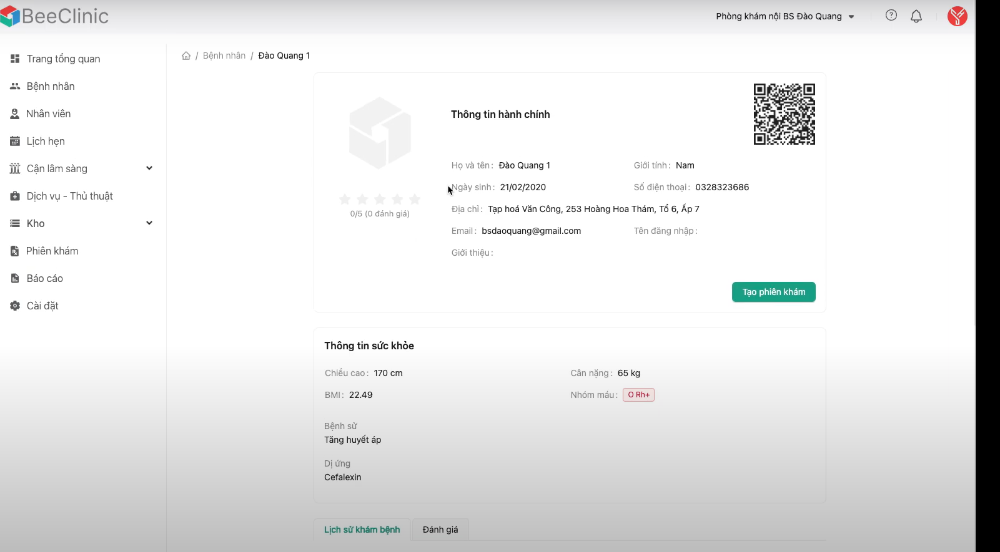 BeeClinic
Phòng khám nội BS Đào Quang
Trang tổng quan
Bệnh nhân
Nhân viên
Lịch hẹn
Cận lâm sàng
Dịch vụ - Thủ thuật
Kho
Phiên khám
Báo cáo
Cài đặt
/ Bệnh nhân / Đào Quang 1
0/5 (0 đánh giá)
Thông tin hành chính
Họ và tên : Đào Quang 1
Giới tính : Nam
Ngày sinh : 21/02/2020
Số điện thoại : 0328323686
Địa chỉ : Tạp hoá Văn Công, 253 Hoàng Hoa Thám, Tổ 6, Ấp 7
Email : bsdaoquang@gmail.com
Tên đăng nhập :
Giới thiệu :
Tạo phiên khám
Thông tin sức khỏe
Chiều cao : 170 cm
Cân nặng : 65 kg
BMI : 22.49
Nhóm máu : O Rh+
Bệnh sử
Tăng huyết áp
Dị ứng
Cefalexin
Lịch sử khám bệnh
Đánh giá